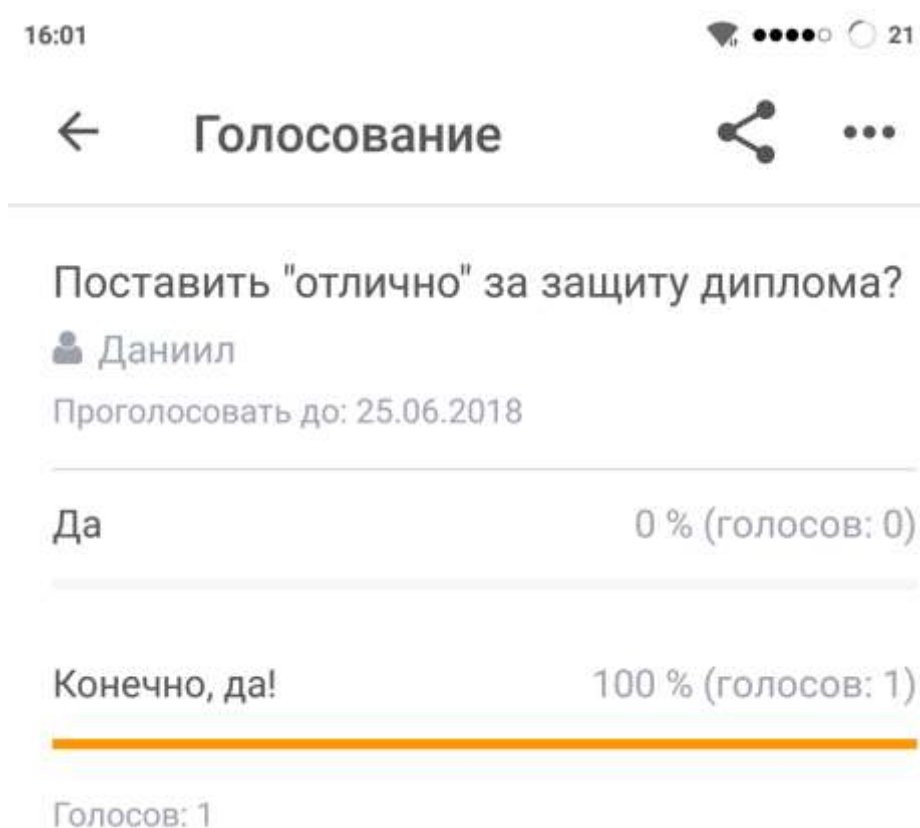 16:01 21
Голосование
Поставить "отлично" за защиту диплома?
Даниил
Проголосовать до: 25.06.2018
Да 0 % (голосов: 0)
Конечно, да! 100 % (голосов: 1)
Голосов: 1